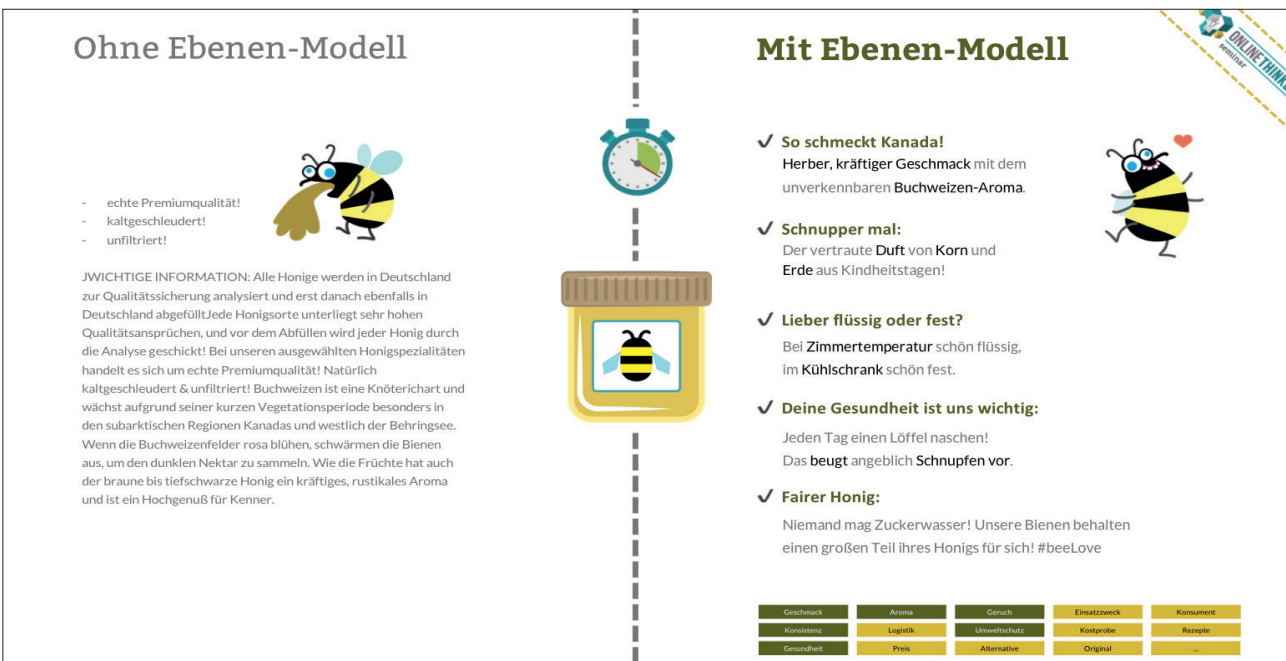 Ohne Ebenen-Modell
- echte Premiumqualität!
- kaltgeschleudert!
- unfiltriert!
JWICHTIGE INFORMATION: Alle Honige werden in Deutschland
zur Qualitätssicherung analysiert und erst danach ebenfalls in
Deutschland abgefülltJede Honigsorte unterliegt sehr hohen
Qualitätsansprüchen, und vor dem Abfüllen wird jeder Honig durch
die Analyse geschickt! Bei unseren ausgewählten Honigspezialitäten
handelt es sich um echte Premiumqualität! Natürlich
kaltgeschleudert & unfiltriert! Buchweizen ist eine Knöterichart und
wächst aufgrund seiner kurzen Vegetationsperiode besonders in
den subarktischen Regionen Kanadas und westlich der Behringsee.
Wenn die Buchweizenfelder rosa blühen, schwärmen die Bienen
aus, um den dunklen Nektar zu sammeln. Wie die Früchte hat auch
der braune bis tiefschwarze Honig ein kräftiges, rustikales Aroma
und ist ein Hochgenuß für Kenner.
Mit Ebenen-Modell
ONLINETHINK
seminar
✓ So schmeckt Kanada!
Herber, kräftiger Geschmack mit dem
unverkennbaren Buchweizen-Aroma.
✓ Schnupper mal:
Der vertraute Duft von Korn und
Erde aus Kindheitstagen!
✓ Lieber flüssig oder fest?
Bei Zimmertemperatur schön flüssig,
im Kühlschrank schön fest.
✓ Deine Gesundheit ist uns wichtig:
Jeden Tag einen Löffel naschen!
Das beugt angeblich Schnupfen vor.
✓ Fairer Honig:
Niemand mag Zuckerwasser! Unsere Bienen behalten
einen großen Teil ihres Honigs für sich! #beeLove
Geschmack Aroma Geruch Einsatzzweck Konsument
Konsistenz Logistik Umweltschutz Kostprobe Rezepte
Gesundheit Preis Alternative Original ...